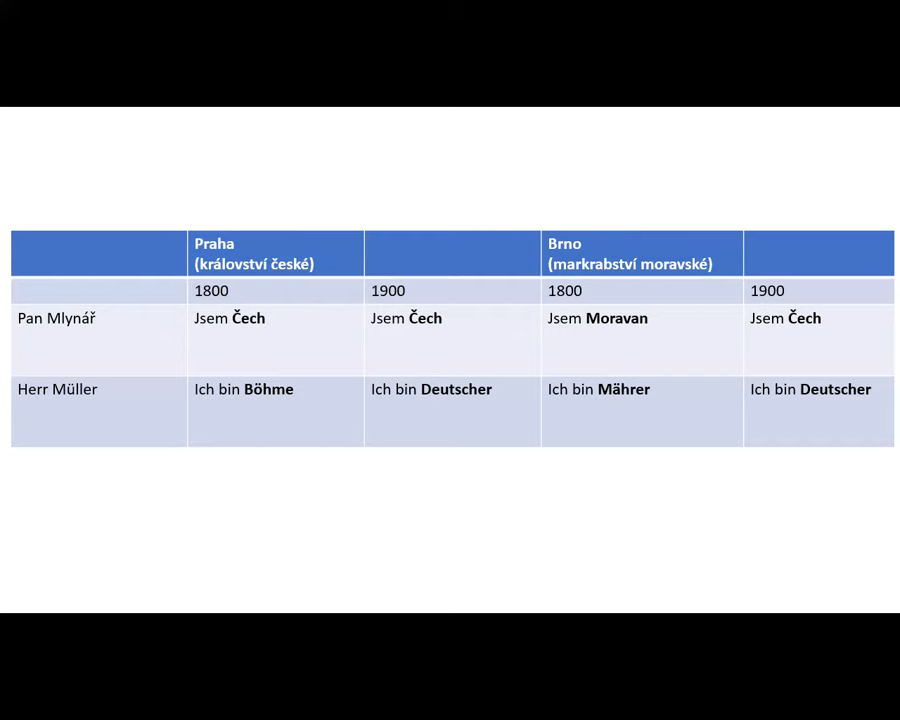 Praha
(království české)
Brno
(markrabství moravské)
1800
1900
1800
1900
Pan Mlynář
Jsem Čech
Jsem Čech
Jsem Moravan
Jsem Čech
Herr Müller
Ich bin Böhme
Ich bin Deutscher
Ich bin Mährer
Ich bin Deutscher